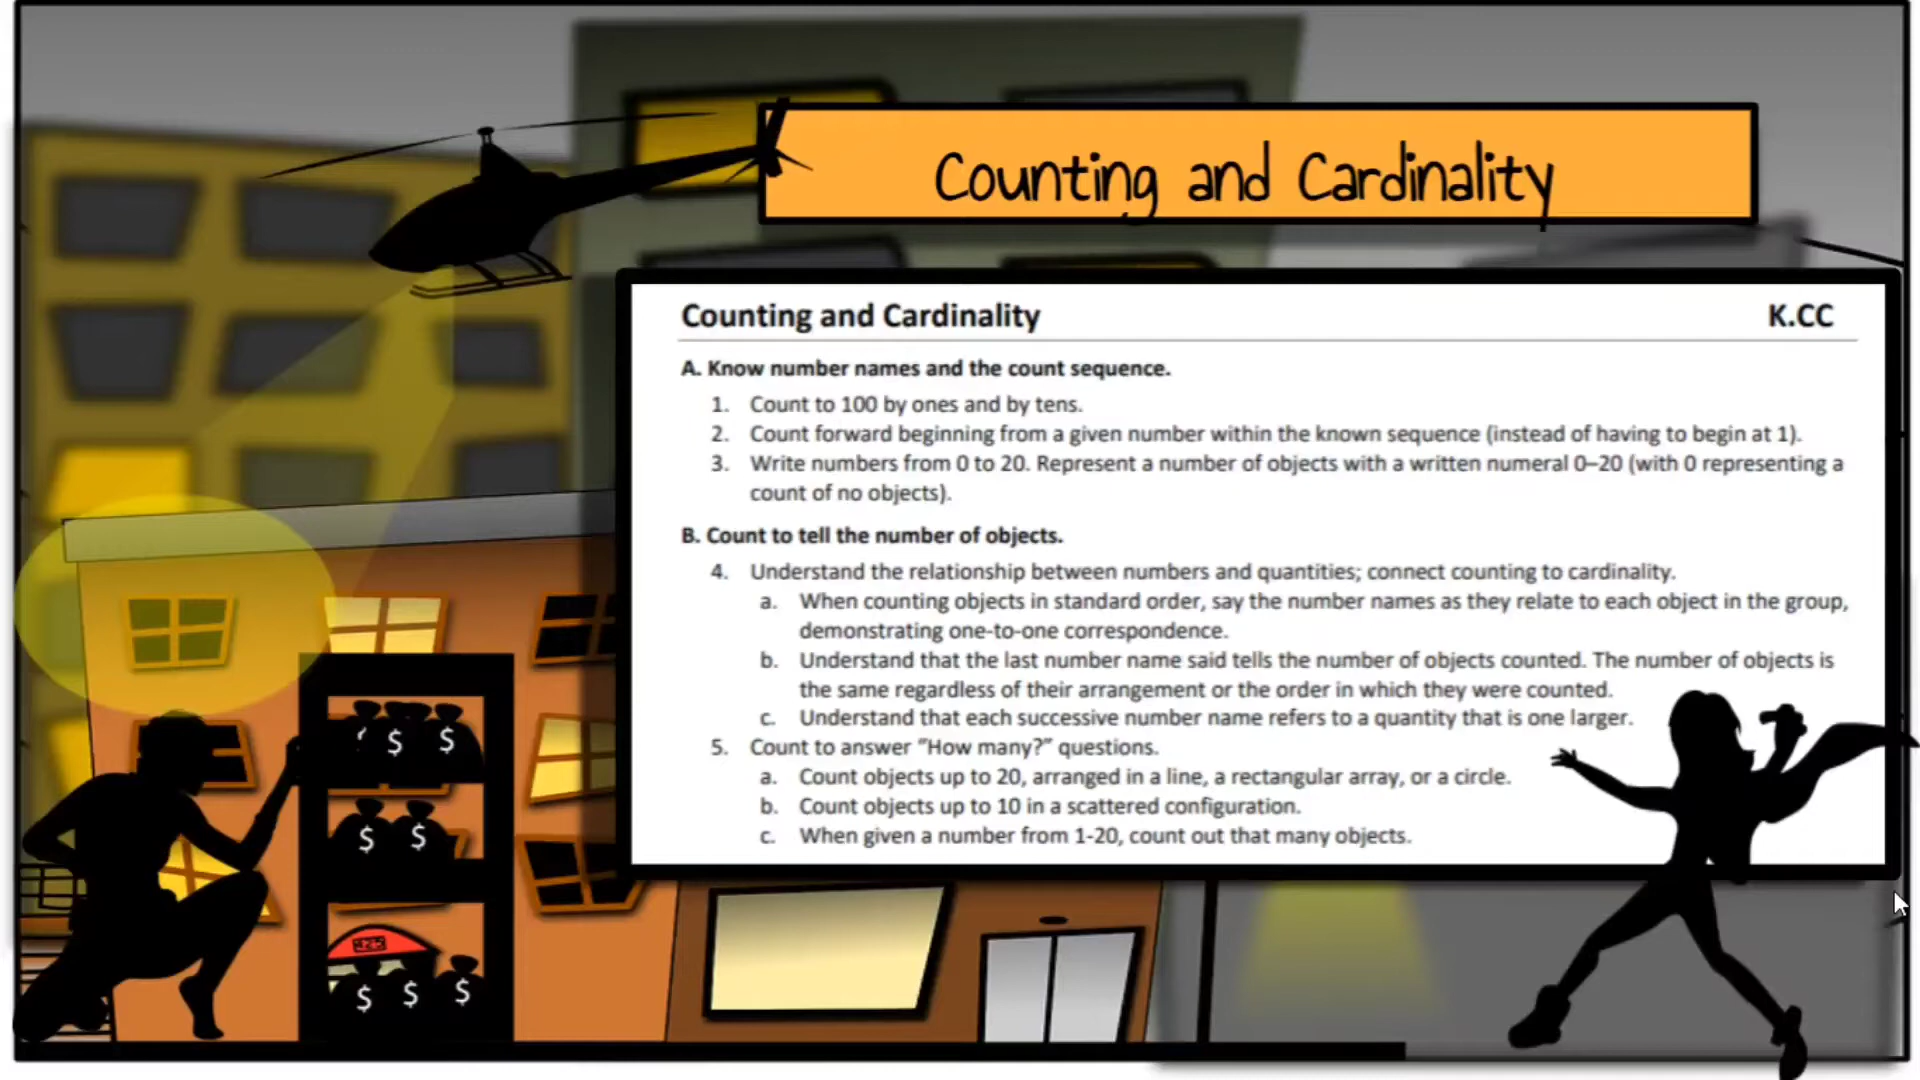 Counting and Cardinality
Counting and Cardinality K.CC
A. Know number names and the count sequence.
1. Count to 100 by ones and by tens.
2. Count forward beginning from a given number within the known sequence (instead of having to begin at 1).
3. Write numbers from 0 to 20. Represent a number of objects with a written numeral 0–20 (with 0 representing a
count of no objects).
B. Count to tell the number of objects.
4. Understand the relationship between numbers and quantities; connect counting to cardinality.
a. When counting objects in standard order, say the number names as they relate to each object in the group,
demonstrating one-to-one correspondence.
b. Understand that the last number name said tells the number of objects counted. The number of objects is
the same regardless of their arrangement or the order in which they were counted.
c. Understand that each successive number name refers to a quantity that is one larger.
5. Count to answer “How many?” questions.
a. Count objects up to 20, arranged in a line, a rectangular array, or a circle.
b. Count objects up to 10 in a scattered configuration.
c. When given a number from 1-20, count out that many objects.
$ $
$ $
$ $ $